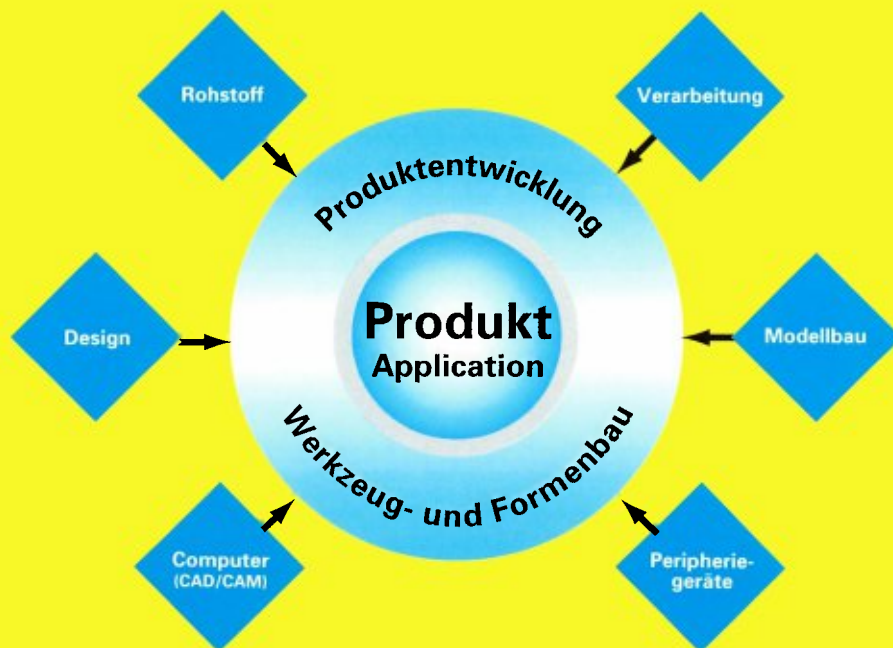 Rohstoff
Verarbeitung
Produktentwicklung
Design
Produkt
Application
Modellbau
Werkzeug- und Formenbau
Computer
(CAD/CAM)
Peripherie-
geräte